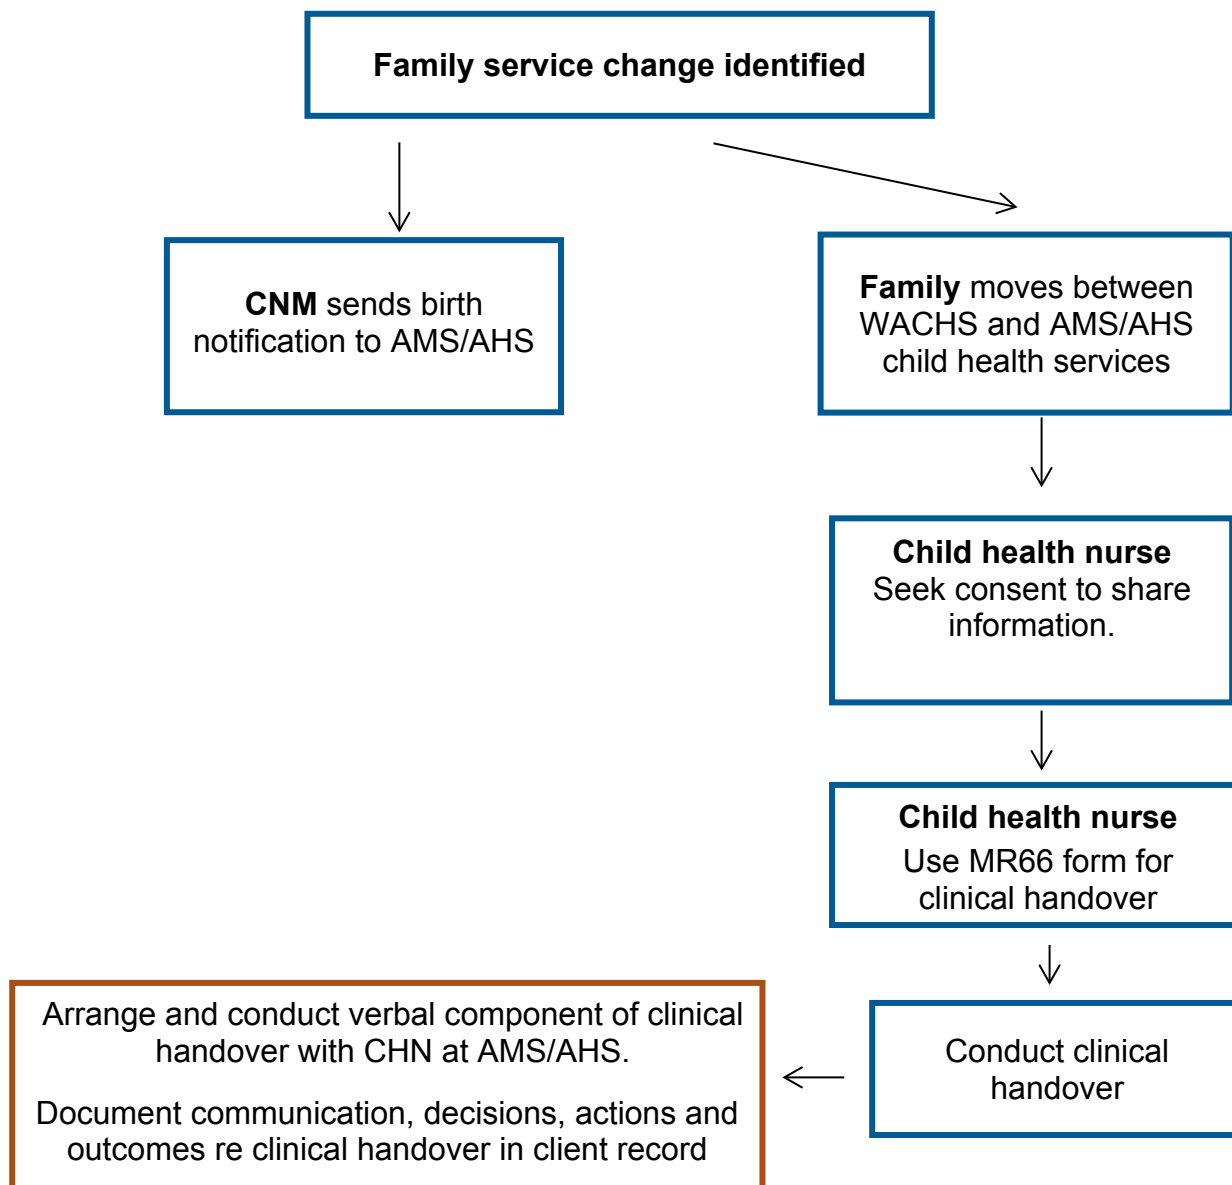 Family service change identified
CNM sends birth
notification to AMS/AHS
Family moves between
WACHS and AMS/AHS
child health services
Child health nurse
Seek consent to share
information.
Child health nurse
Use MR66 form for
clinical handover
Conduct clinical
handover
Arrange and conduct verbal component of clinical
handover with CHN at AMS/AHS.
Document communication, decisions, actions and
outcomes re clinical handover in client record